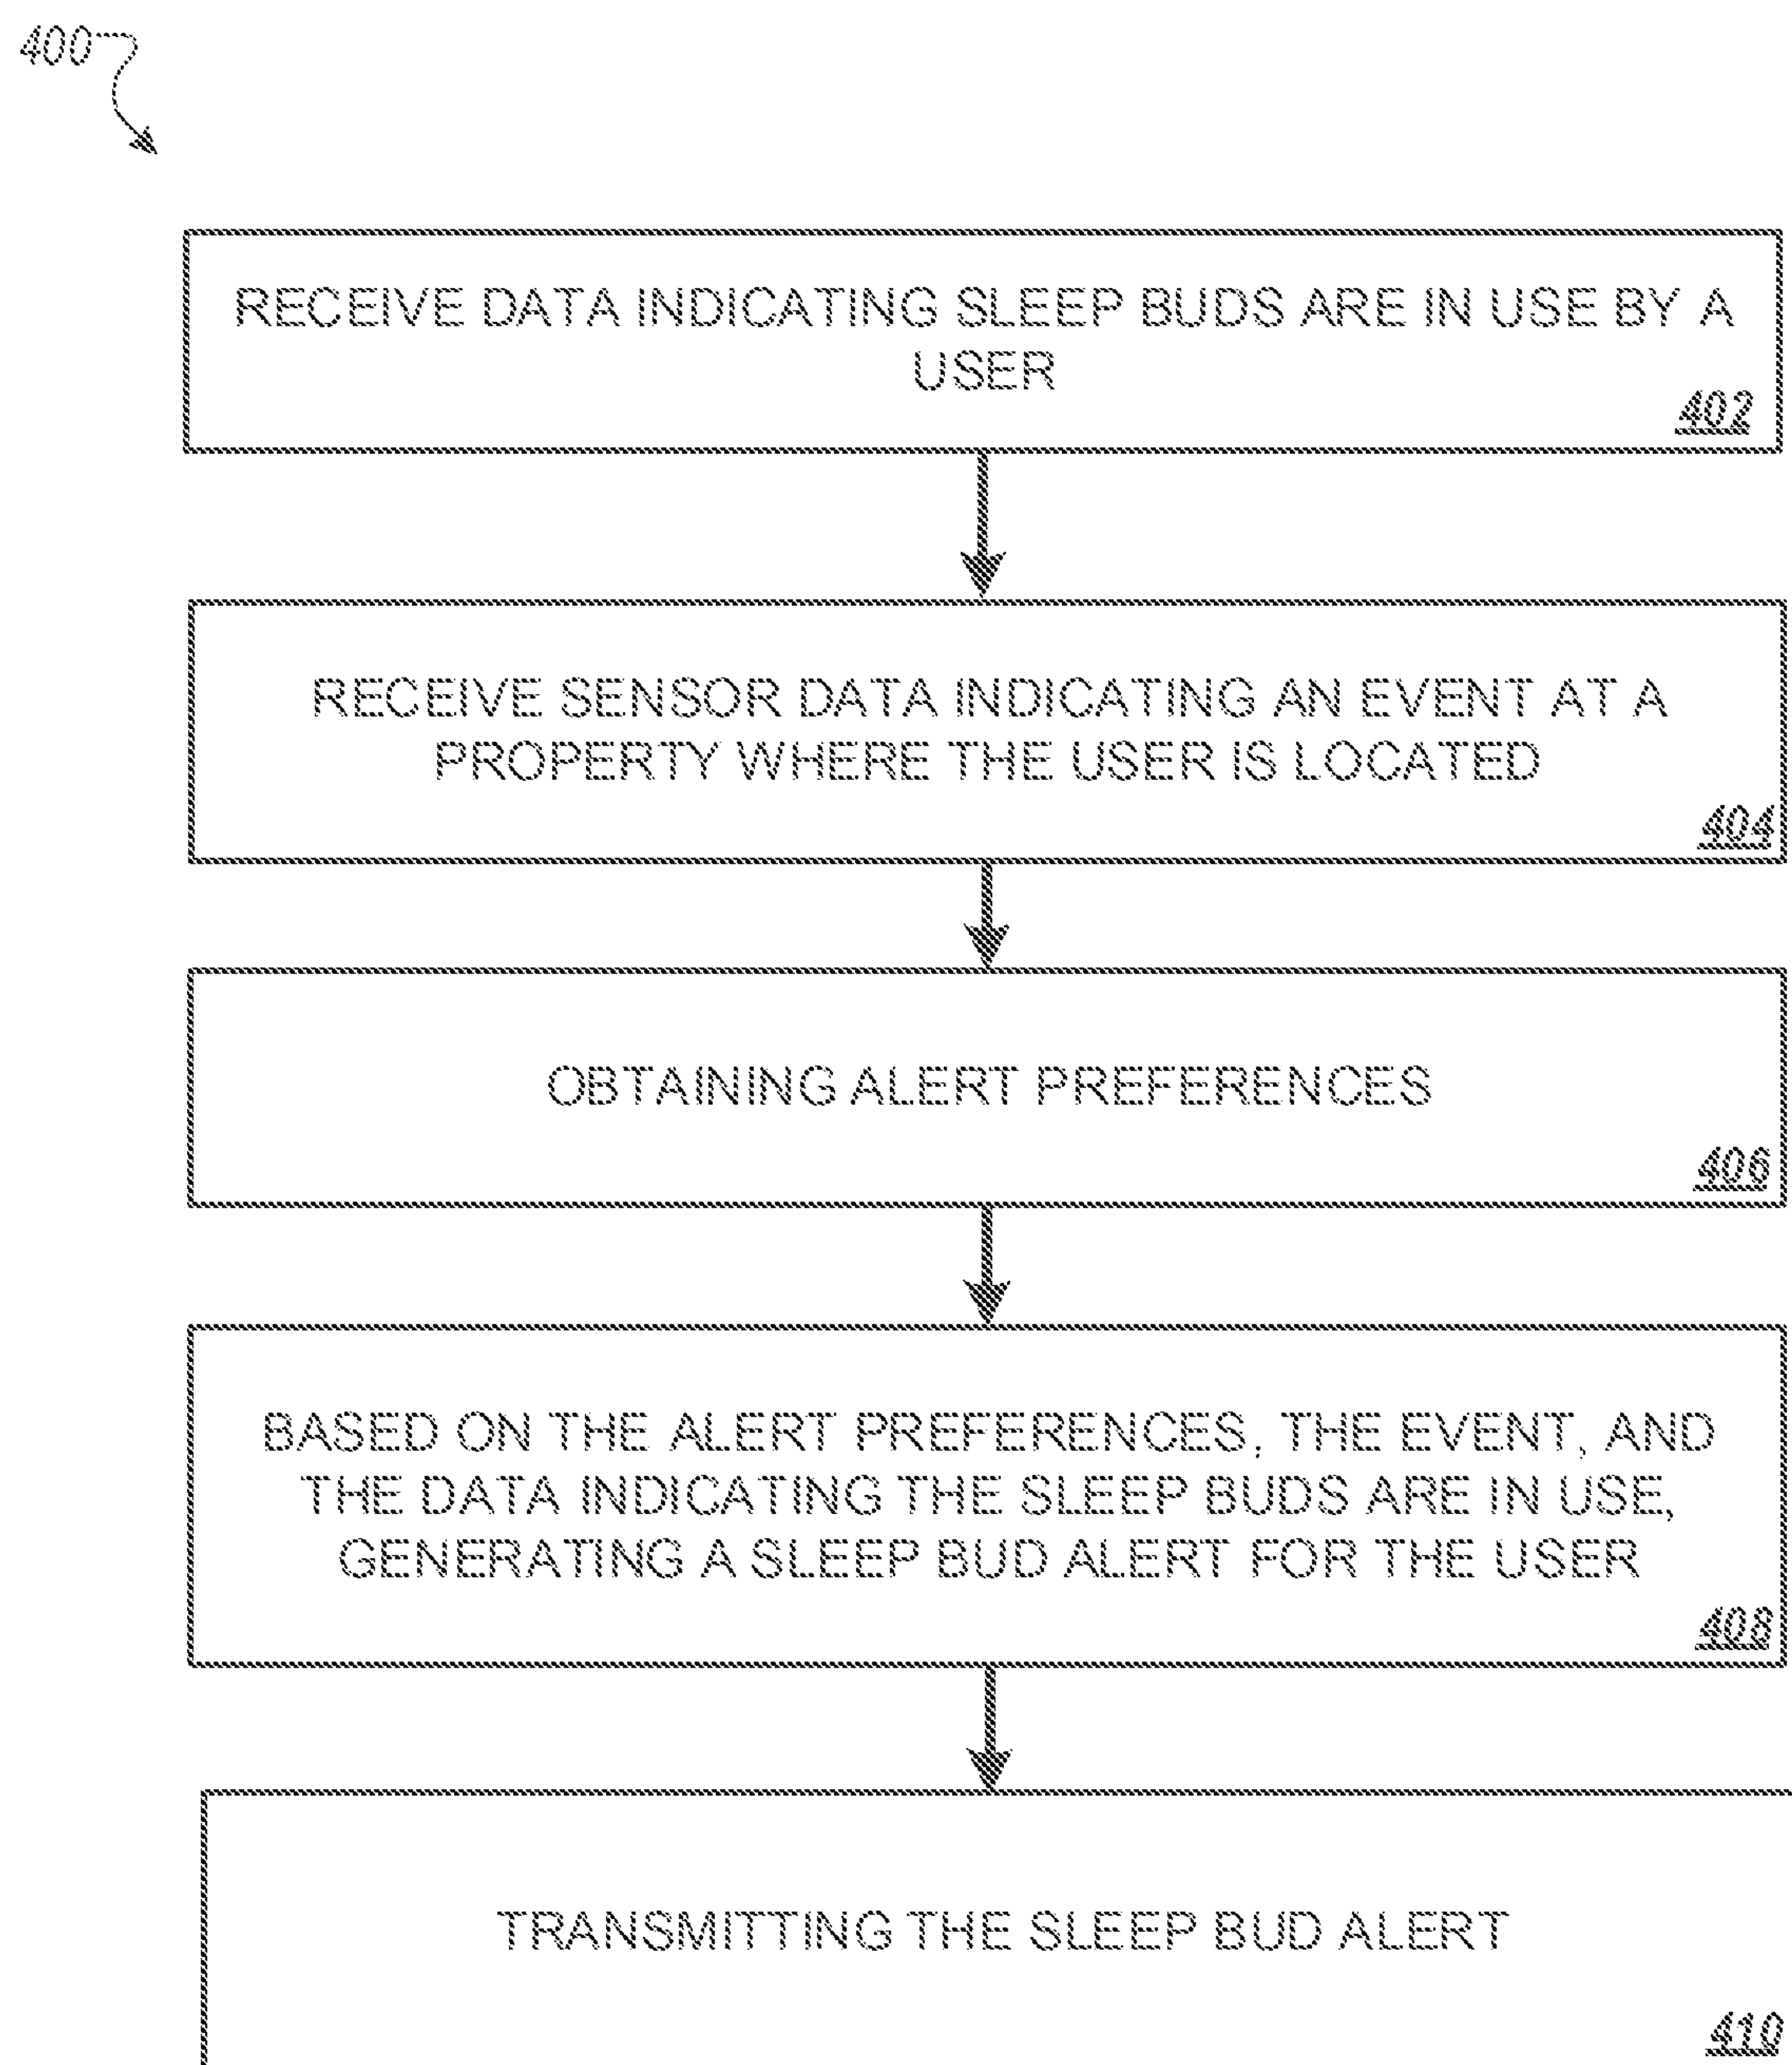 400
RECEIVE DATA INDICATING SLEEP BUDS ARE IN USE BY A
USER
402
RECEIVE SENSOR DATA INDICATING AN EVENT AT A
PROPERTY WHERE THE USER IS LOCATED
404
OBTAINING ALERT PREFERENCES
406
BASED ON THE ALERT PREFERENCES, THE EVENT, AND
THE DATA INDICATING THE SLEEP BUDS ARE IN USE,
GENERATING A SLEEP BUD ALERT FOR THE USER
408
TRANSMITTING THE SLEEP BUD ALERT
410